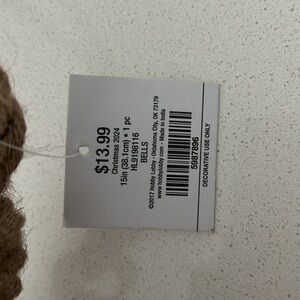 $13.99
Christmas 2024
15in (38.1cm) • 1 pc
HL9198116
BELLS
©2017 Hobby Lobby • Oklahoma City, OK 73179
www.hobbylobby.com • Made in India
5987896
DECORATIVE USE ONLY